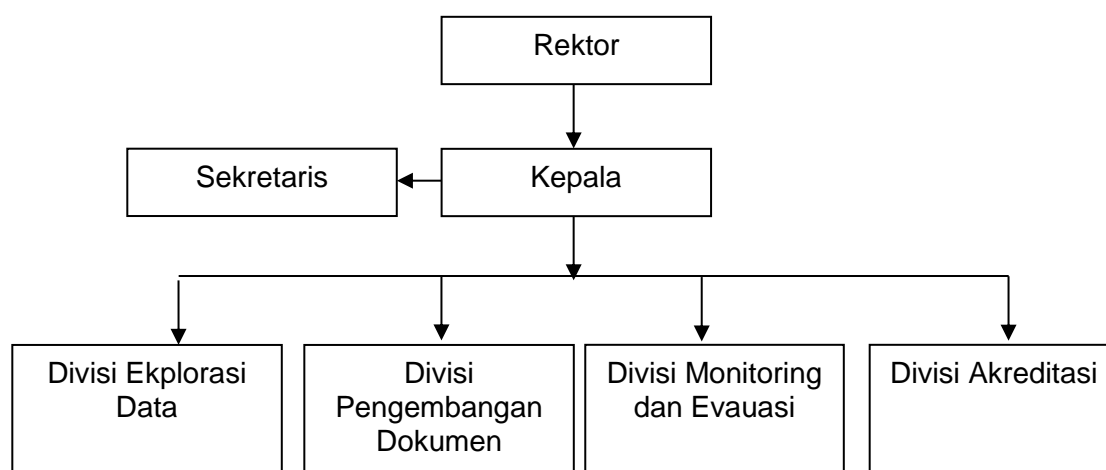 Rektor
Sekretaris
Kepala
Divisi Ekplorasi
Data
Divisi
Pengembangan
Dokumen
Divisi Monitoring
dan Evauasi
Divisi Akreditasi